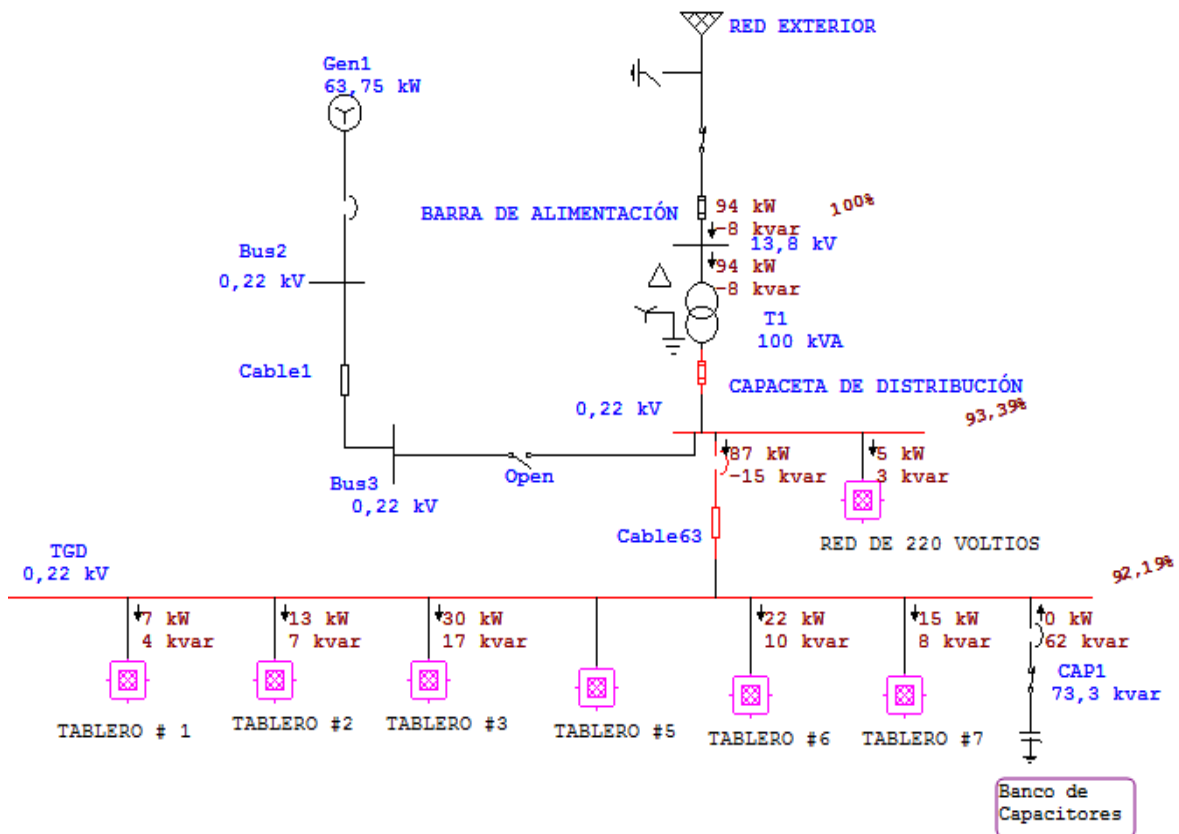 RED EXTERIOR
Gen1
63,75 kW
BARRA DE ALIMENTACIÓN
94 kW
-8 kvar
100%
13,8 kV
94 kW
-8 kvar
T1
100 kVA
Bus2
0,22 kV
Cable1
CAPACETA DE DISTRIBUCIÓN
0,22 kV
93,39%
87 kW
-15 kvar
5 kW
3 kvar
Open
Bus3
0,22 kV
Cable63
RED DE 220 VOLTIOS
TGD
0,22 kV
92,19%
7 kW
4 kvar
13 kW
7 kvar
30 kW
17 kvar
22 kW
10 kvar
15 kW
8 kvar
0 kW
62 kvar
CAP1
73,3 kvar
TABLERO # 1
TABLERO #2
TABLERO #3
TABLERO #5
TABLERO #6
TABLERO #7
Banco de
Capacitores